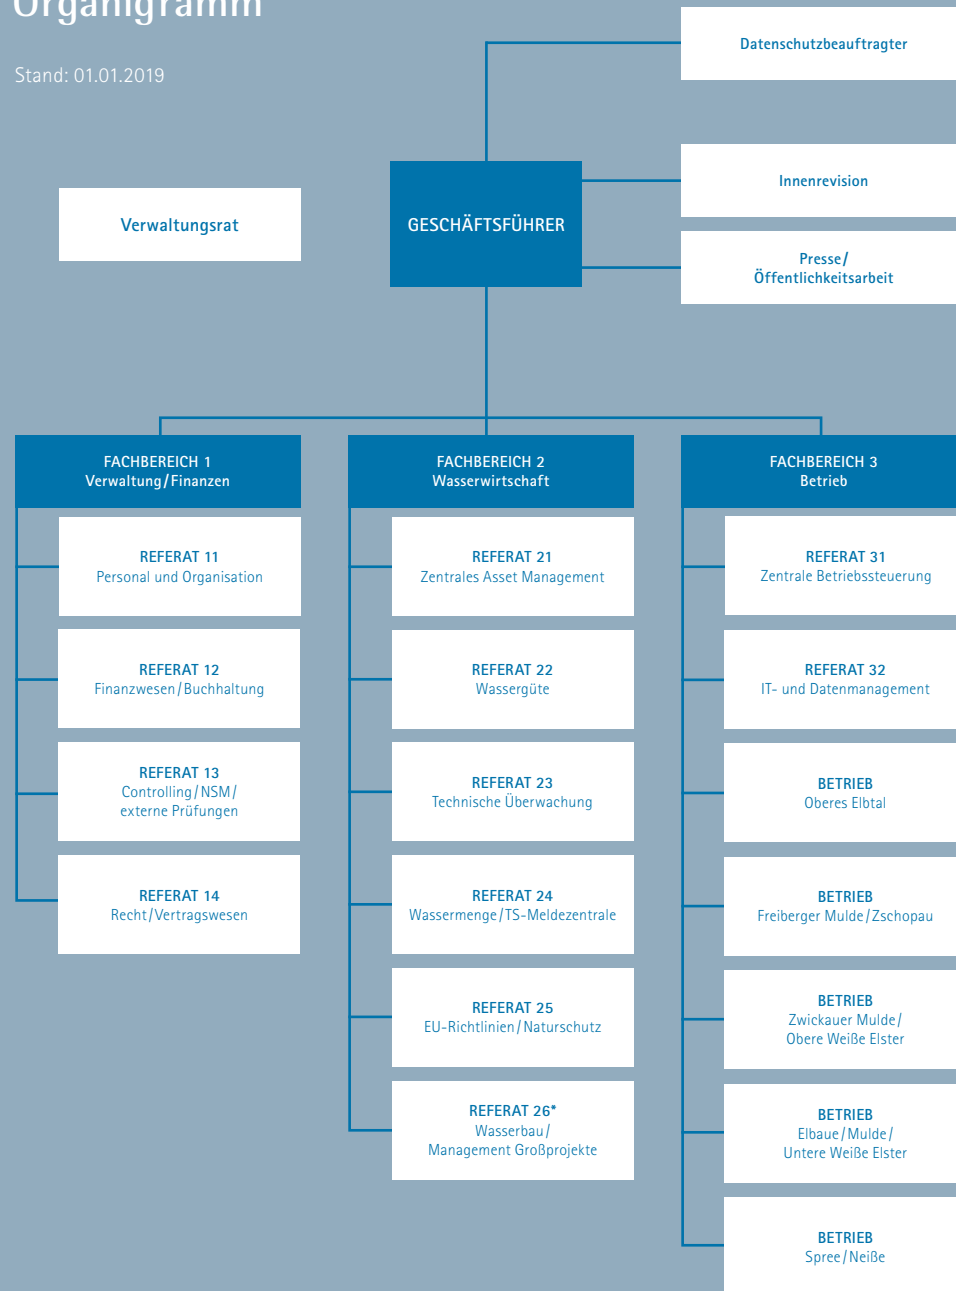 Organigramm
Stand: 01.01.2019
Datenschutzbeauftragter
Innenrevision
Verwaltungsrat
GESCHÄFTSFÜHRER
Presse/
Öffentlichkeitsarbeit
FACHBEREICH 1
Verwaltung/Finanzen
REFERAT 11
Personal und Organisation
REFERAT 12
Finanzwesen/Buchhaltung
REFERAT 13
Controlling/NSM/
externe Prüfungen
REFERAT 14
Recht/Vertragswesen
FACHBEREICH 2
Wasserwirtschaft
REFERAT 21
Zentrales Asset Management
REFERAT 22
Wassergüte
REFERAT 23
Technische Überwachung
REFERAT 24
Wassermenge/TS-Meldezentrale
REFERAT 25
EU-Richtlinien/Naturschutz
REFERAT 26*
Wasserbau/
Management Großprojekte
FACHBEREICH 3
Betrieb
REFERAT 31
Zentrale Betriebssteuerung
REFERAT 32
IT- und Datenmanagement
BETRIEB
Oberes Elbtal
BETRIEB
Freiberger Mulde/Zschopau
BETRIEB
Zwickauer Mulde/
Obere Weiße Elster
BETRIEB
Elbaue/Mulde/
Untere Weiße Elster
BETRIEB
Spree/Neiße